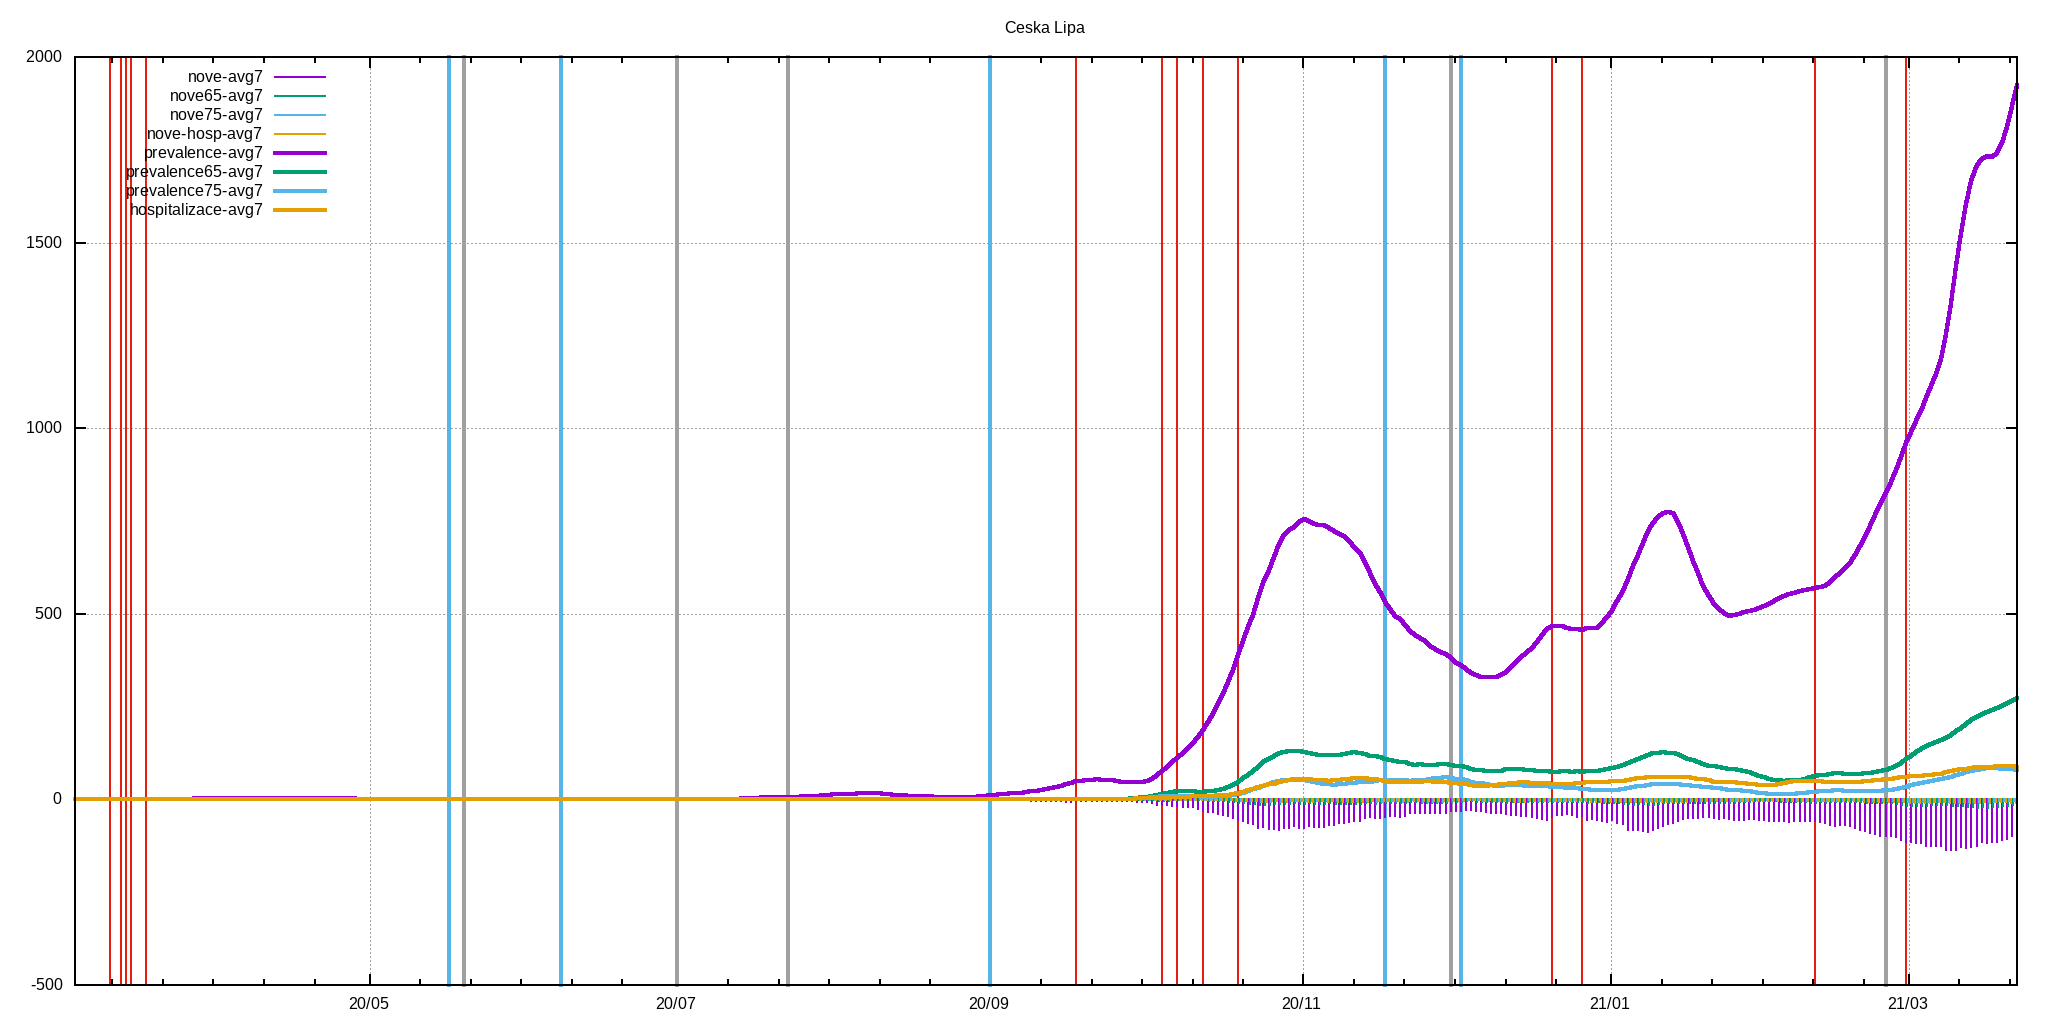 Ceska Lipa
2000
1500
1000
500
0
-500
nove-avg7
nove65-avg7
nove75-avg7
nove-hosp-avg7
prevalence-avg7
prevalence65-avg7
prevalence75-avg7
hospitalizace-avg7
20/05 20/07 20/09 20/11 21/01 21/03